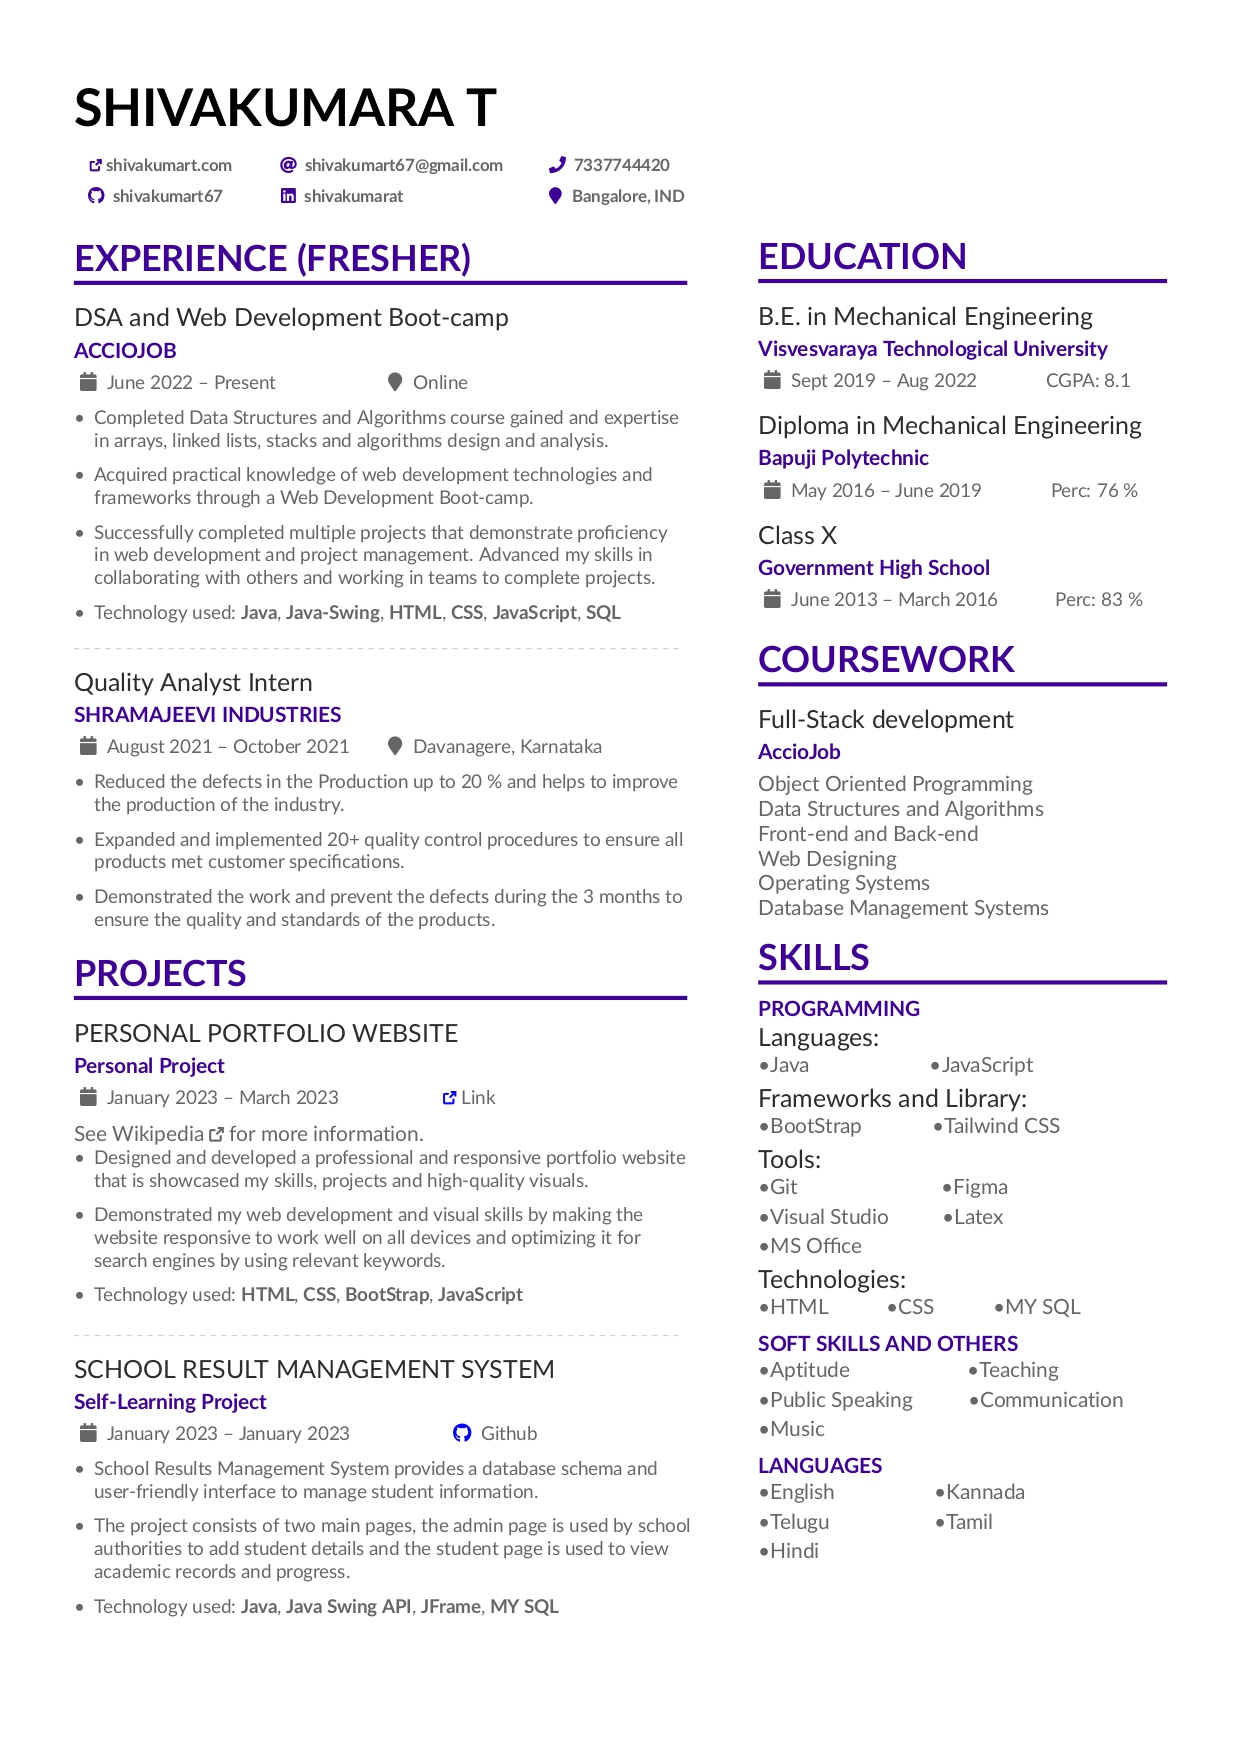 SHIVAKUMARA T
shivakumart.com shivakumart67@gmail.com 7337744420
shivakumart67 shivakumarat Bangalore, IND
EXPERIENCE (FRESHER)
DSA and Web Development Boot-camp
ACCIOJOB
June 2022 – Present Online
• Completed Data Structures and Algorithms course gained and expertise
in arrays, linked lists, stacks and algorithms design and analysis.
• Acquired practical knowledge of web development technologies and
frameworks through a Web Development Boot-camp.
• Successfully completed multiple projects that demonstrate proficiency
in web development and project management. Advanced my skills in
collaborating with others and working in teams to complete projects.
• Technology used: Java, Java-Swing, HTML, CSS, JavaScript, SQL
Quality Analyst Intern
SHRAMAJEEVI INDUSTRIES
August 2021 – October 2021 Davanagere, Karnataka
• Reduced the defects in the Production up to 20 % and helps to improve
the production of the industry.
• Expanded and implemented 20+ quality control procedures to ensure all
products met customer specifications.
• Demonstrated the work and prevent the defects during the 3 months to
ensure the quality and standards of the products.
PROJECTS
PERSONAL PORTFOLIO WEBSITE
Personal Project
January 2023 – March 2023 Link
See Wikipedia for more information.
• Designed and developed a professional and responsive portfolio website
that is showcased my skills, projects and high-quality visuals.
• Demonstrated my web development and visual skills by making the
website responsive to work well on all devices and optimizing it for
search engines by using relevant keywords.
• Technology used: HTML, CSS, BootStrap, JavaScript
SCHOOL RESULT MANAGEMENT SYSTEM
Self-Learning Project
January 2023 – January 2023 Github
• School Results Management System provides a database schema and
user-friendly interface to manage student information.
• The project consists of two main pages, the admin page is used by school
authorities to add student details and the student page is used to view
academic records and progress.
• Technology used: Java, Java Swing API, JFrame, MY SQL
EDUCATION
B.E. in Mechanical Engineering
Visvesvaraya Technological University
Sept 2019 – Aug 2022 CGPA: 8.1
Diploma in Mechanical Engineering
Bapuji Polytechnic
May 2016 – June 2019 Perc: 76 %
Class X
Government High School
June 2013 – March 2016 Perc: 83 %
COURSEWORK
Full-Stack development
AccioJob
Object Oriented Programming
Data Structures and Algorithms
Front-end and Back-end
Web Designing
Operating Systems
Database Management Systems
SKILLS
PROGRAMMING
Languages:
•Java •JavaScript
Frameworks and Library:
•BootStrap •Tailwind CSS
Tools:
•Git •Figma
•Visual Studio •Latex
•MS Office
Technologies:
•HTML •CSS •MY SQL
SOFT SKILLS AND OTHERS
•Aptitude •Teaching
•Public Speaking •Communication
•Music
LANGUAGES
•English •Kannada
•Telugu •Tamil
•Hindi